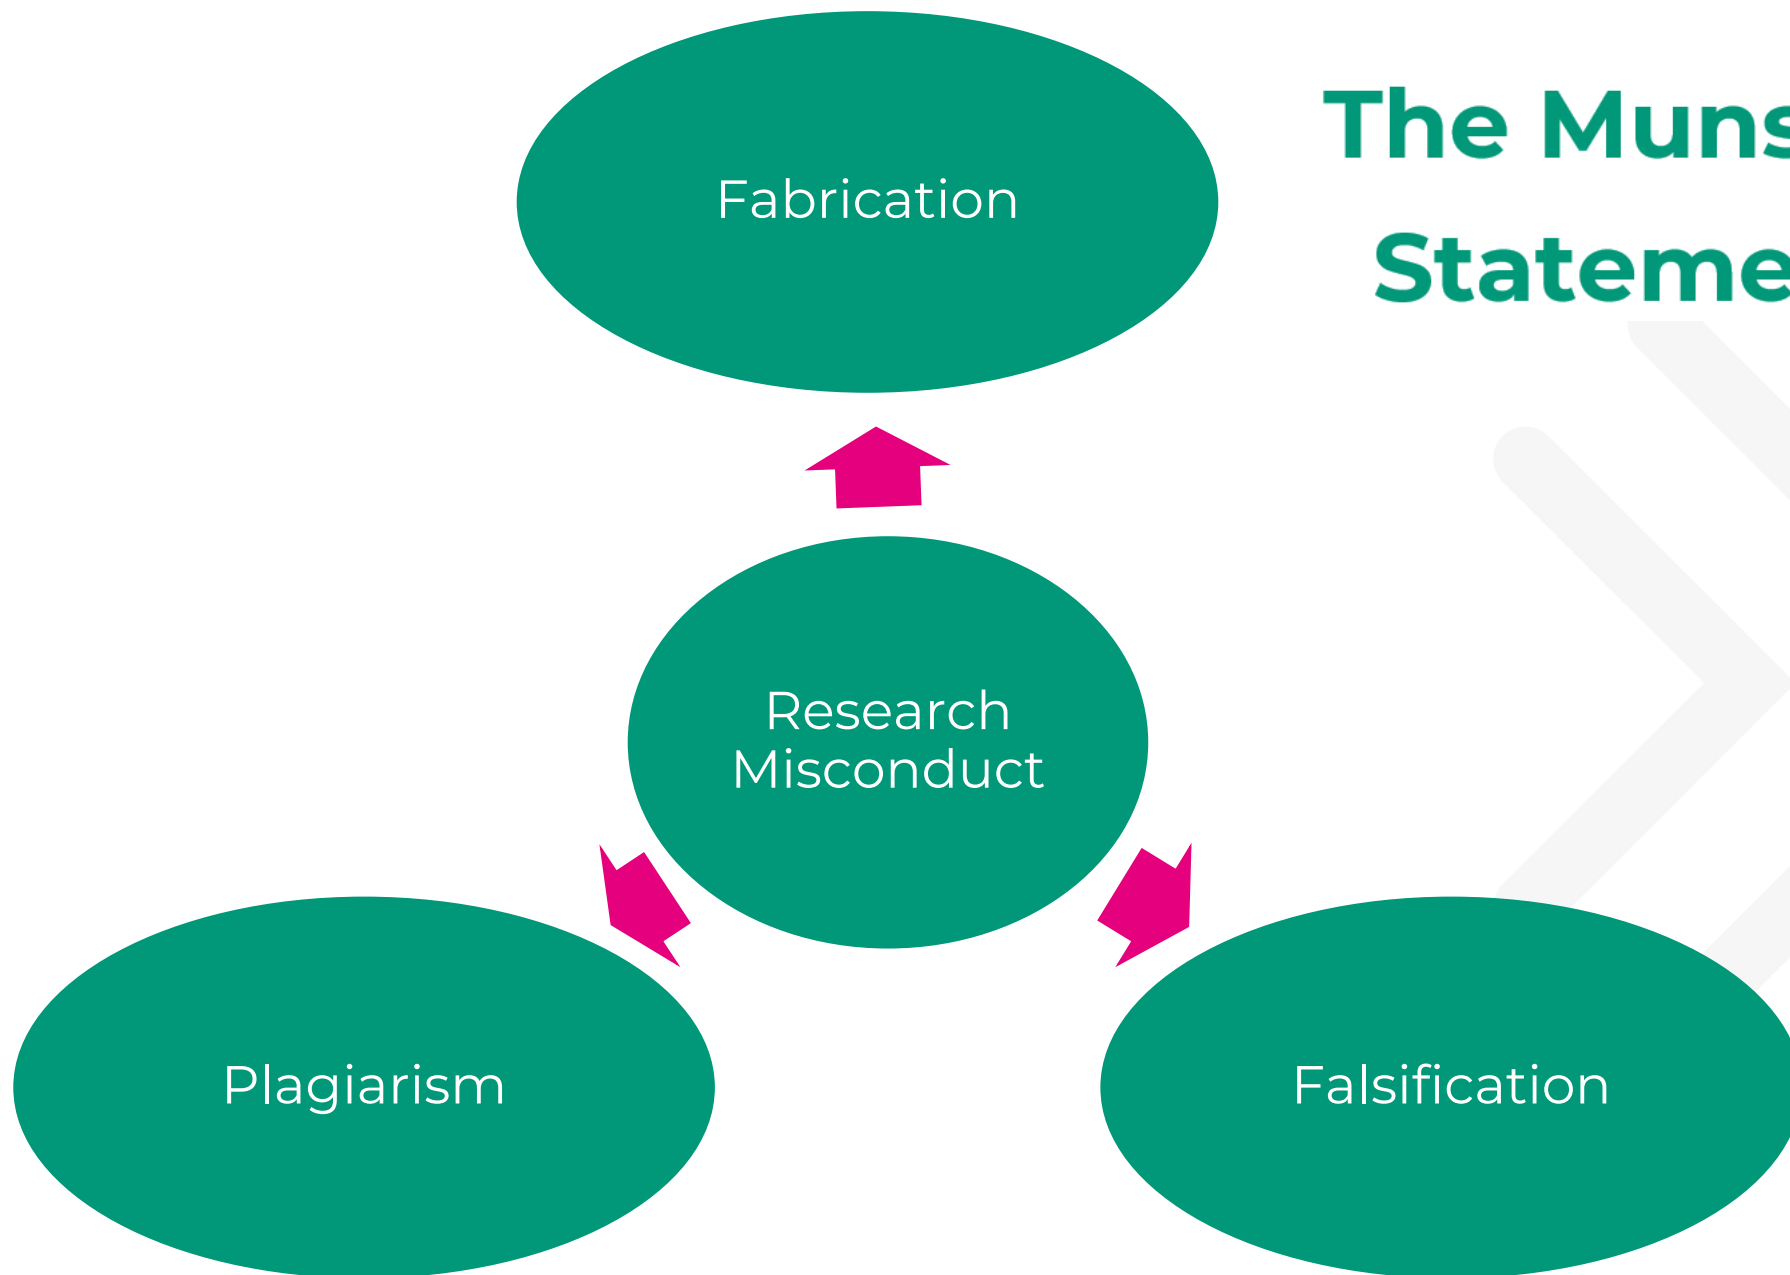 Fabrication
The Muns
Stateme
Research
Misconduct
Plagiarism
Falsification